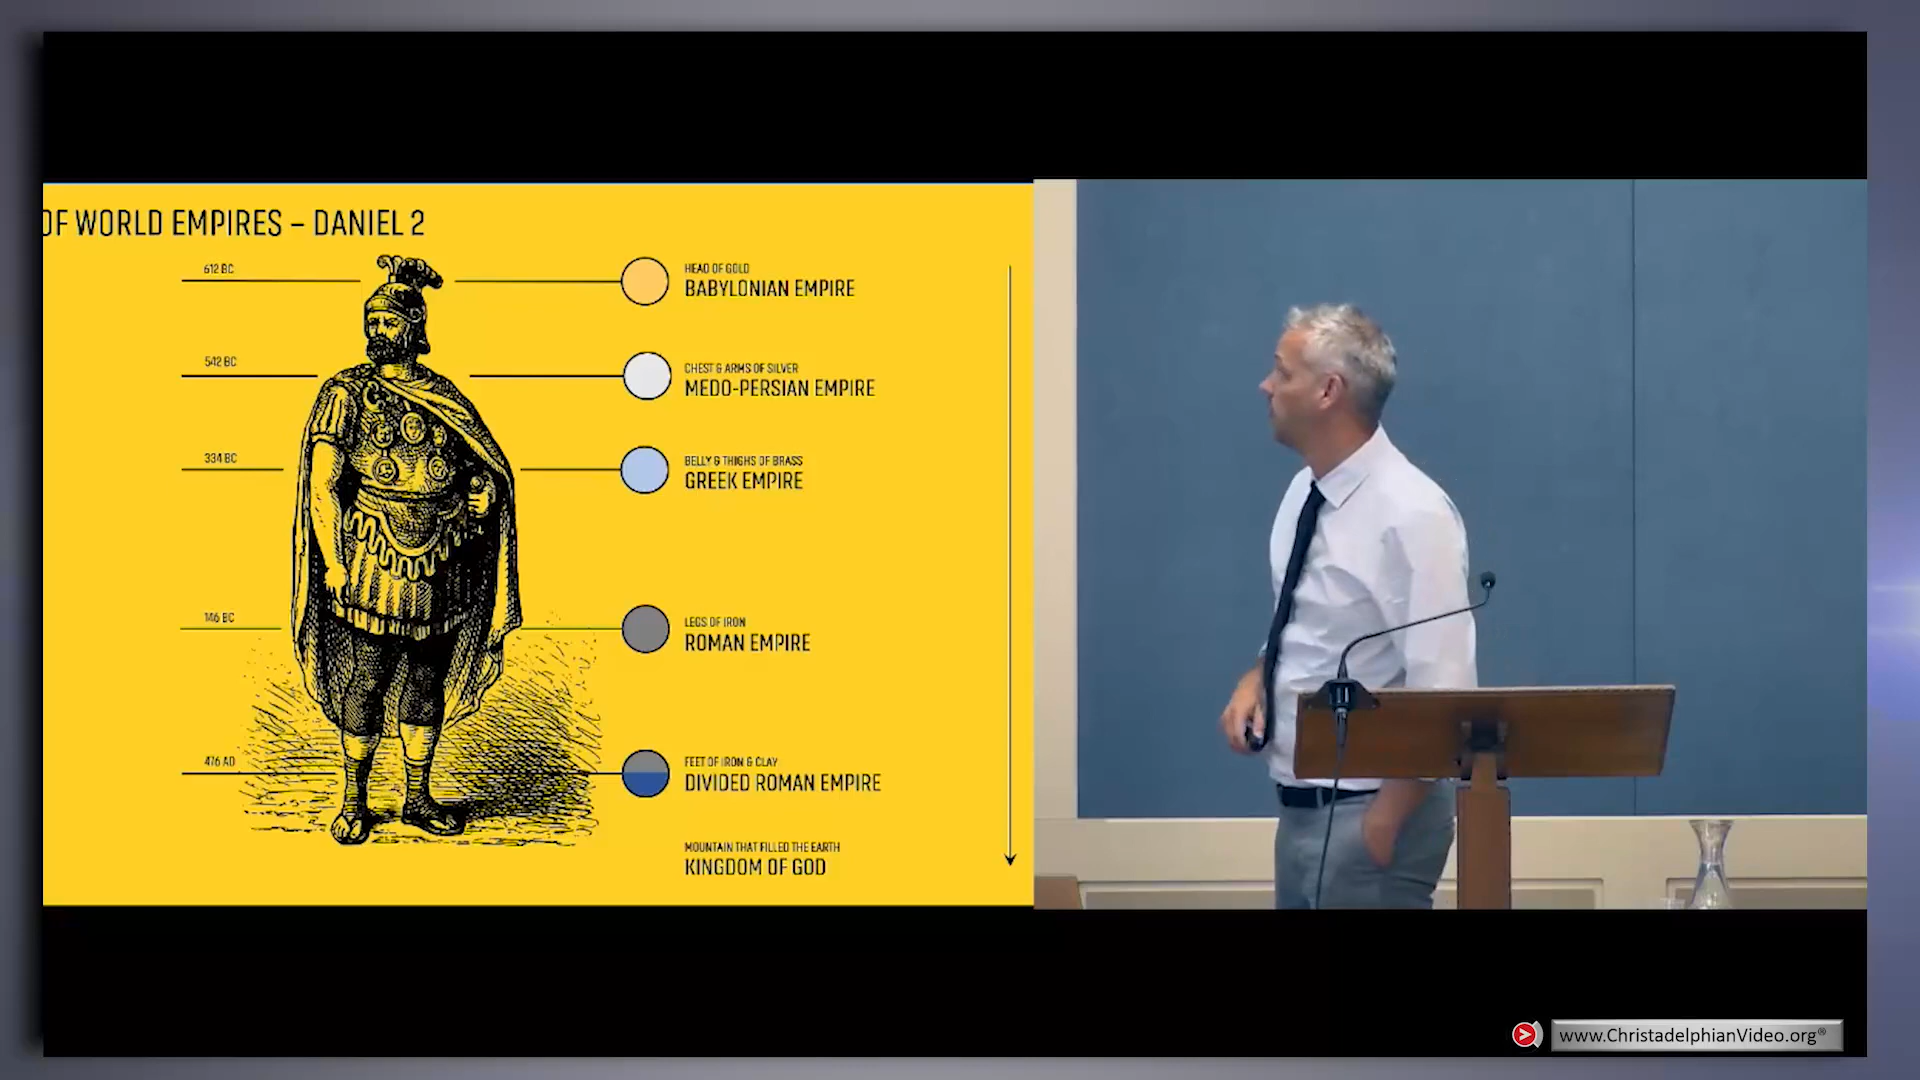 OF WORLD EMPIRES – DANIEL 2
612 BC
HEAD OF GOLD
BABYLONIAN EMPIRE
542 BC
CHEST & ARMS OF SILVER
MEDO-PERSIAN EMPIRE
334 BC
BELLY & THIGHS OF BRASS
GREEK EMPIRE
146 BC
LEGS OF IRON
ROMAN EMPIRE
476 AD
FEET OF IRON & CLAY
DIVIDED ROMAN EMPIRE
MOUNTAIN THAT FILLED THE EARTH
KINGDOM OF GOD
www.ChristadelphianVideo.org®